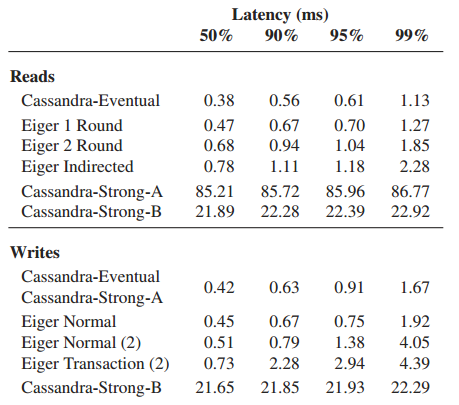 Latency (ms)
50% 90% 95% 99%
Reads
Cassandra-Eventual 0.38 0.56 0.61 1.13
Eiger 1 Round 0.47 0.67 0.70 1.27
Eiger 2 Round 0.68 0.94 1.04 1.85
Eiger Indirected 0.78 1.11 1.18 2.28
Cassandra-Strong-A 85.21 85.72 85.96 86.77
Cassandra-Strong-B 21.89 22.28 22.39 22.92
Writes
Cassandra-Eventual
Cassandra-Strong-A 0.42 0.63 0.91 1.67
Eiger Normal 0.45 0.67 0.75 1.92
Eiger Normal (2) 0.51 0.79 1.38 4.05
Eiger Transaction (2) 0.73 2.28 2.94 4.39
Cassandra-Strong-B 21.65 21.85 21.93 22.29